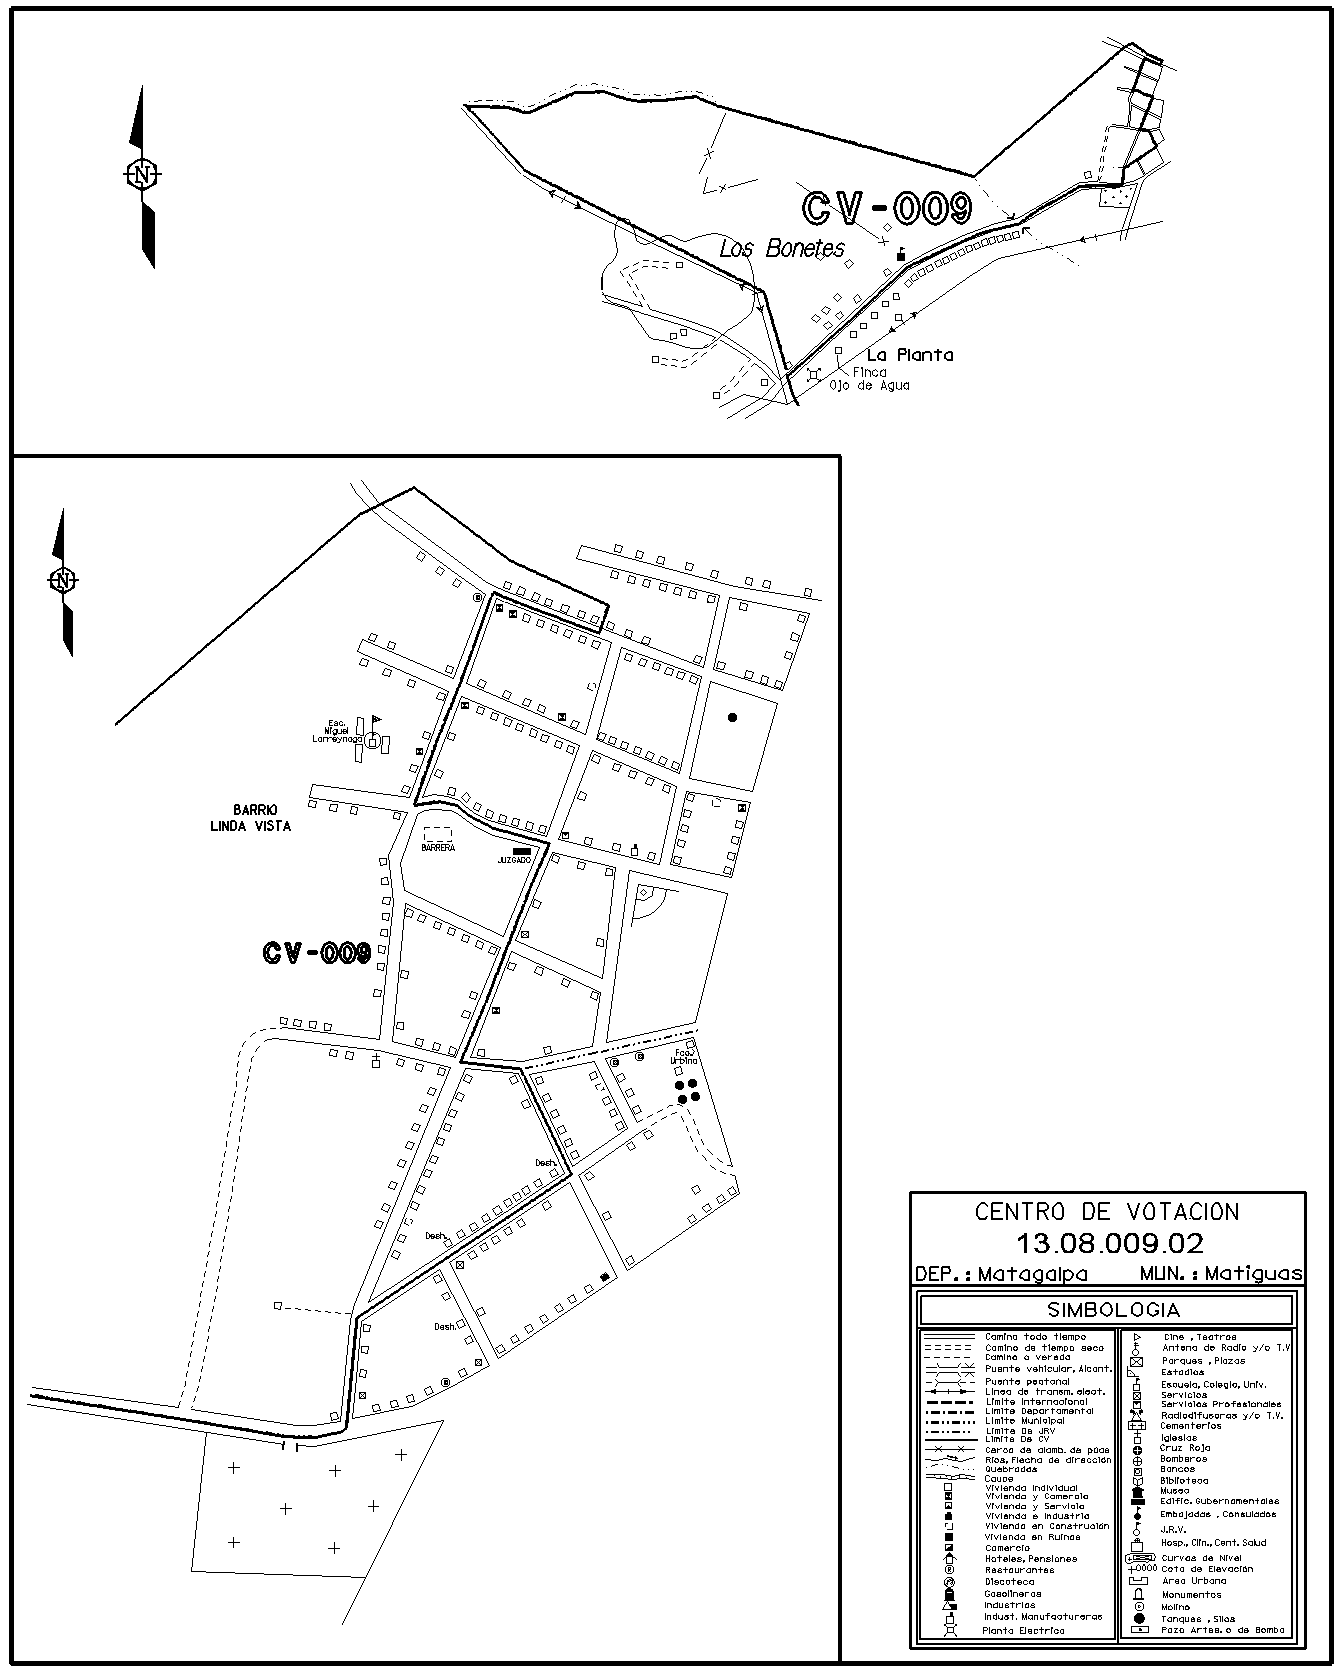 N
CV-009
Los Bonetes
La Planta
Finca
Ojo de Agua
N
Esc.
Miguel
Larreynaga
BARRIO
LINDA VISTA
BARRERA
JUZGADO
CV-009
Urbina
Desh.
Desh.
Desh.
CENTRO DE VOTACION
13.08.009.02
DEP.: Matagalpa MUN.: Matiguas
SIMBOLOGIA
Camino todo tiempo
Camino de tiempo seco
Camino o vereda
Puente vehicular, Alcant.
Puente peatonal
Linea de transm. elect.
Limite Internacional
Limite Departamental
Limite Municipal
Limite De JRV
Limite De CV
Cerca de alamb. de púas
Ríos, Flecha de dirección
Quebradas
Cauce
Vivienda Individual
Vivienda y Comercio
Vivienda y Servicio
Vivienda e Industria
Vivienda en Construción
Vivienda en Ruinas
Comercio
Hoteles, Pensiones
Restaurantes
Discoteca
Gasolineras
Industrias
Indust. Manufactureras
Planta Electrica
Cine , Teatros
Antena de Radio y/o T.V
Parques , Plazas
Estadios
Escuela, Colegio, Univ.
Servicios
Servicios Profesionales
Radiodifusoras y/o T.V.
Cementerios
Iglesias
Cruz Roja
Bomberos
Bancos
Biblioteca
Museo
Edific. Gubernamentales
Embajadas , Consulados
J.R.V.
Hosp., Clin., Cent. Salud
Curvas de Nivel
+0000 Cota de Elevación
Area Urbana
Monumentos
Molino
Tanques , Silos
Pozo Artes. o de Bomba